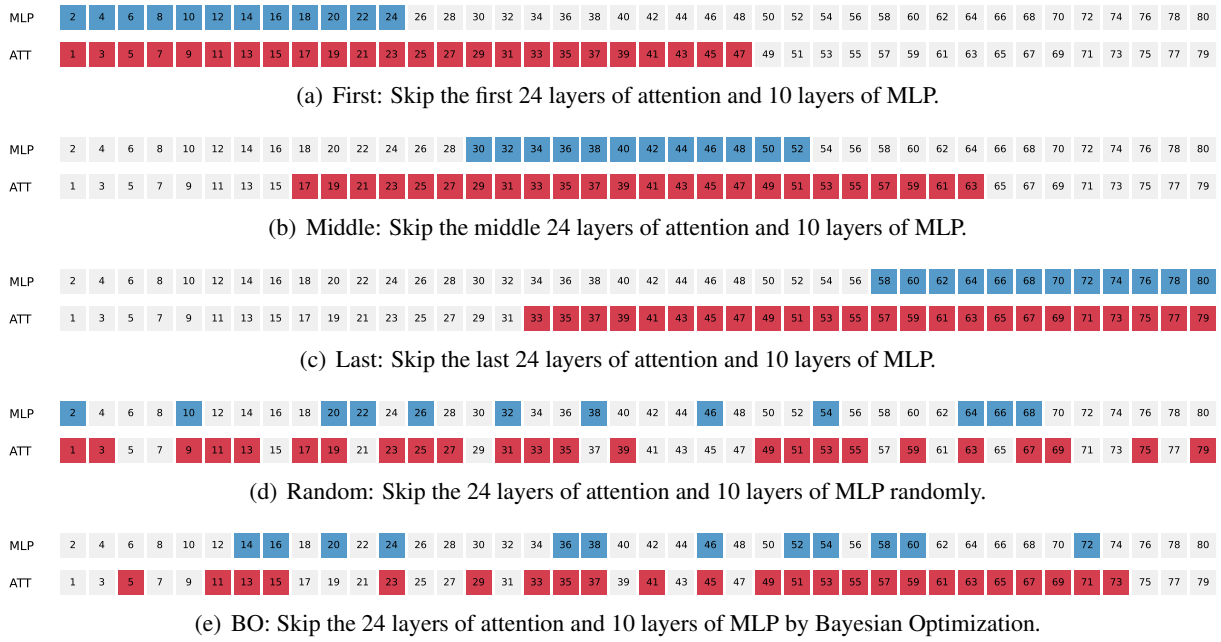 MLP 2 4 6 8 10 12 14 16 18 20 22 24 26 28 30 32 34 36 38 40 42 44 46 48 50 52 54 56 58 60 62 64 66 68 70 72 74 76 78 80
ATT 1 3 5 7 9 11 13 15 17 19 21 23 25 27 29 31 33 35 37 39 41 43 45 47 49 51 53 55 57 59 61 63 65 67 69 71 73 75 77 79
(a) First: Skip the first 24 layers of attention and 10 layers of MLP.
MLP 2 4 6 8 10 12 14 16 18 20 22 24 26 28 30 32 34 36 38 40 42 44 46 48 50 52 54 56 58 60 62 64 66 68 70 72 74 76 78 80
ATT 1 3 5 7 9 11 13 15 17 19 21 23 25 27 29 31 33 35 37 39 41 43 45 47 49 51 53 55 57 59 61 63 65 67 69 71 73 75 77 79
(b) Middle: Skip the middle 24 layers of attention and 10 layers of MLP.
MLP 2 4 6 8 10 12 14 16 18 20 22 24 26 28 30 32 34 36 38 40 42 44 46 48 50 52 54 56 58 60 62 64 66 68 70 72 74 76 78 80
ATT 1 3 5 7 9 11 13 15 17 19 21 23 25 27 29 31 33 35 37 39 41 43 45 47 49 51 53 55 57 59 61 63 65 67 69 71 73 75 77 79
(c) Last: Skip the last 24 layers of attention and 10 layers of MLP.
MLP 2 4 6 8 10 12 14 16 18 20 22 24 26 28 30 32 34 36 38 40 42 44 46 48 50 52 54 56 58 60 62 64 66 68 70 72 74 76 78 80
ATT 1 3 5 7 9 11 13 15 17 19 21 23 25 27 29 31 33 35 37 39 41 43 45 47 49 51 53 55 57 59 61 63 65 67 69 71 73 75 77 79
(d) Random: Skip the 24 layers of attention and 10 layers of MLP randomly.
MLP 2 4 6 8 10 12 14 16 18 20 22 24 26 28 30 32 34 36 38 40 42 44 46 48 50 52 54 56 58 60 62 64 66 68 70 72 74 76 78 80
ATT 1 3 5 7 9 11 13 15 17 19 21 23 25 27 29 31 33 35 37 39 41 43 45 47 49 51 53 55 57 59 61 63 65 67 69 71 73 75 77 79
(e) BO: Skip the 24 layers of attention and 10 layers of MLP by Bayesian Optimization.